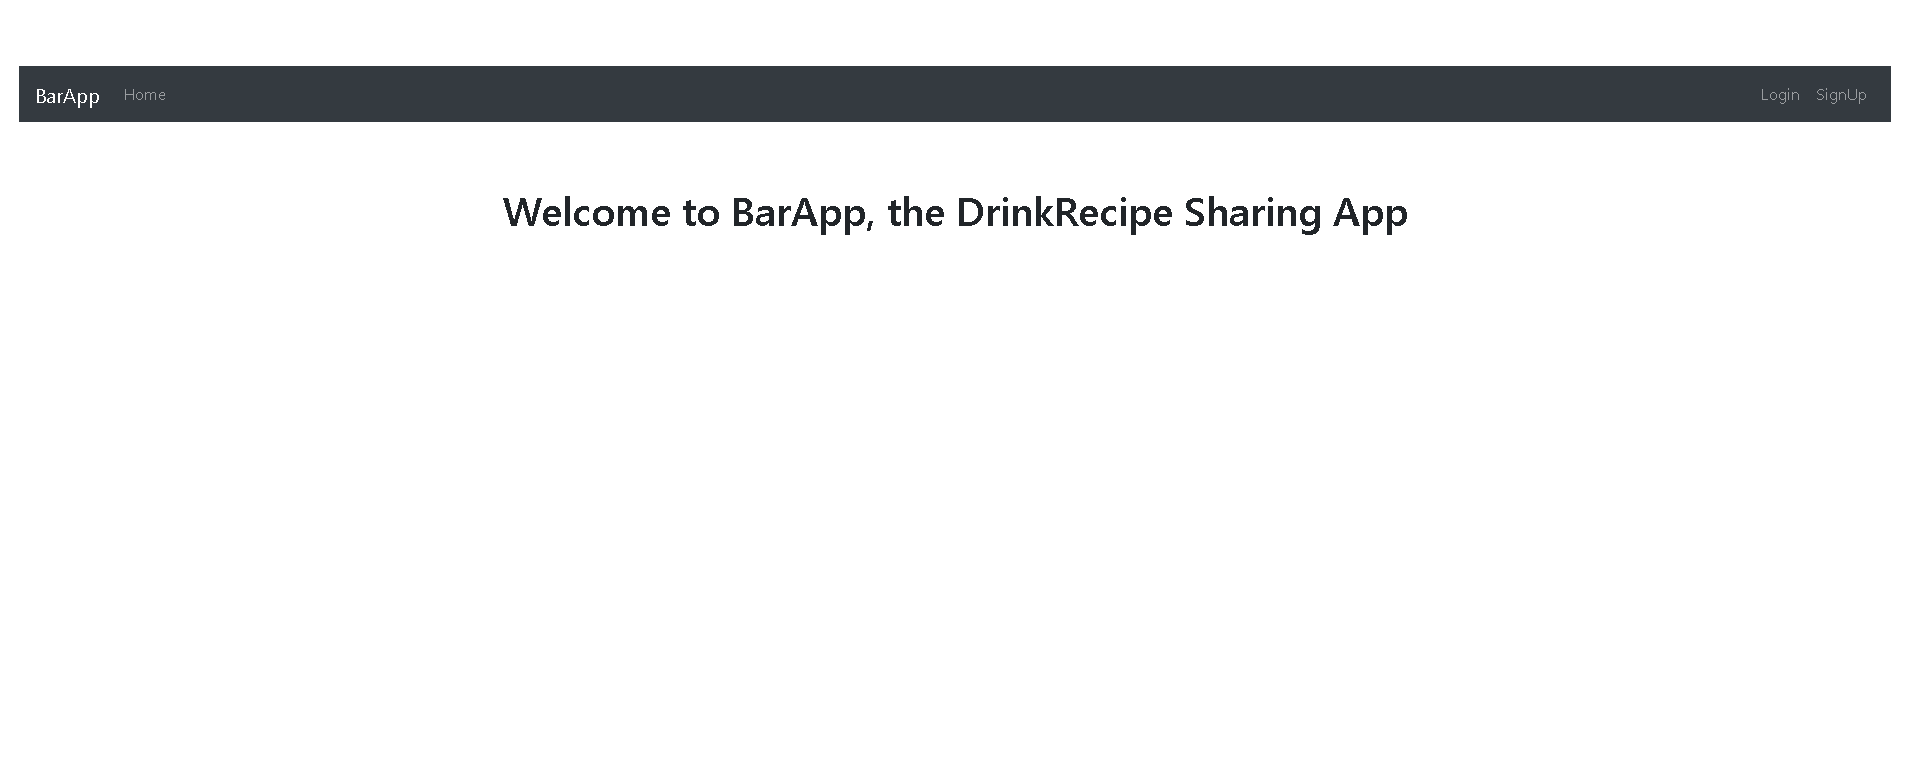 BarApp Home Login SignUp
Welcome to BarApp, the DrinkRecipe Sharing App